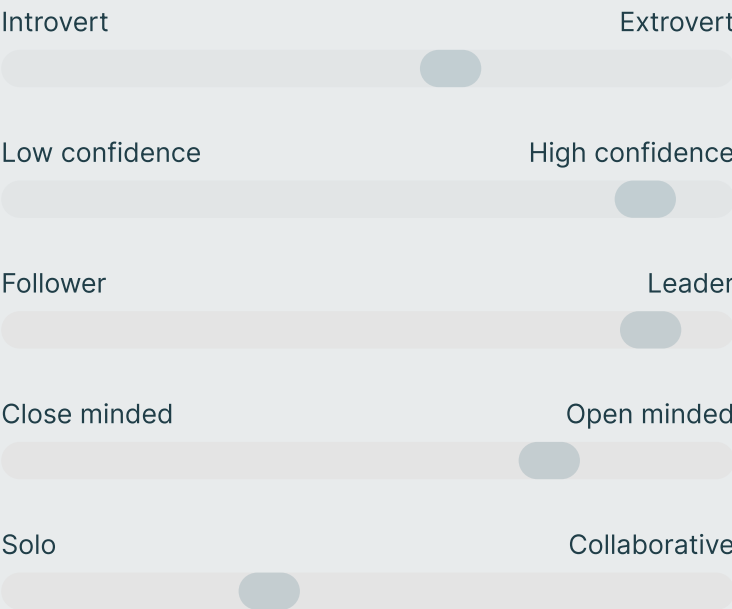 Introvert Extrovert
Low confidence High confidence
Follower Leader
Close minded Open minded
Solo Collaborative